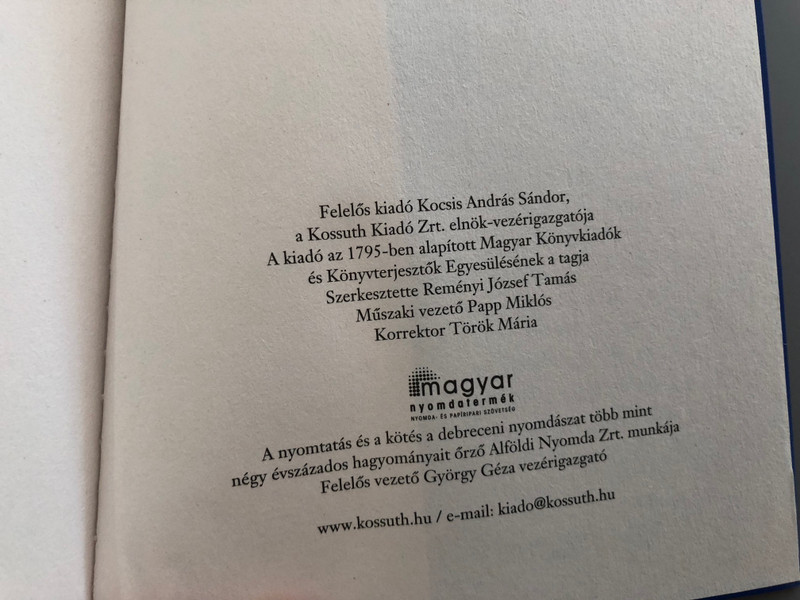 Felelős kiadó Kocsis András Sándor,
a Kossuth Kiadó Zrt. elnök-vezérigazgatója
A kiadó az 1795-ben alapított Magyar Könyvkiadók
és Könyvterjesztők Egyesülésének a tagja
Szerkesztette Reményi József Tamás
Műszaki vezető Papp Miklós
Korrektor Török Mária
magyar
nyomdatermék
NYOMDA- ÉS PAPÍRIPARI SZÖVETSÉG
A nyomtatás és a kötés a debreceni nyomdászat több mint
négy évszázados hagyományait őrző Alföldi Nyomda Zrt. munkája
Felelős vezető György Géza vezérigazgató
www.kossuth.hu / e-mail: kiado@kossuth.hu